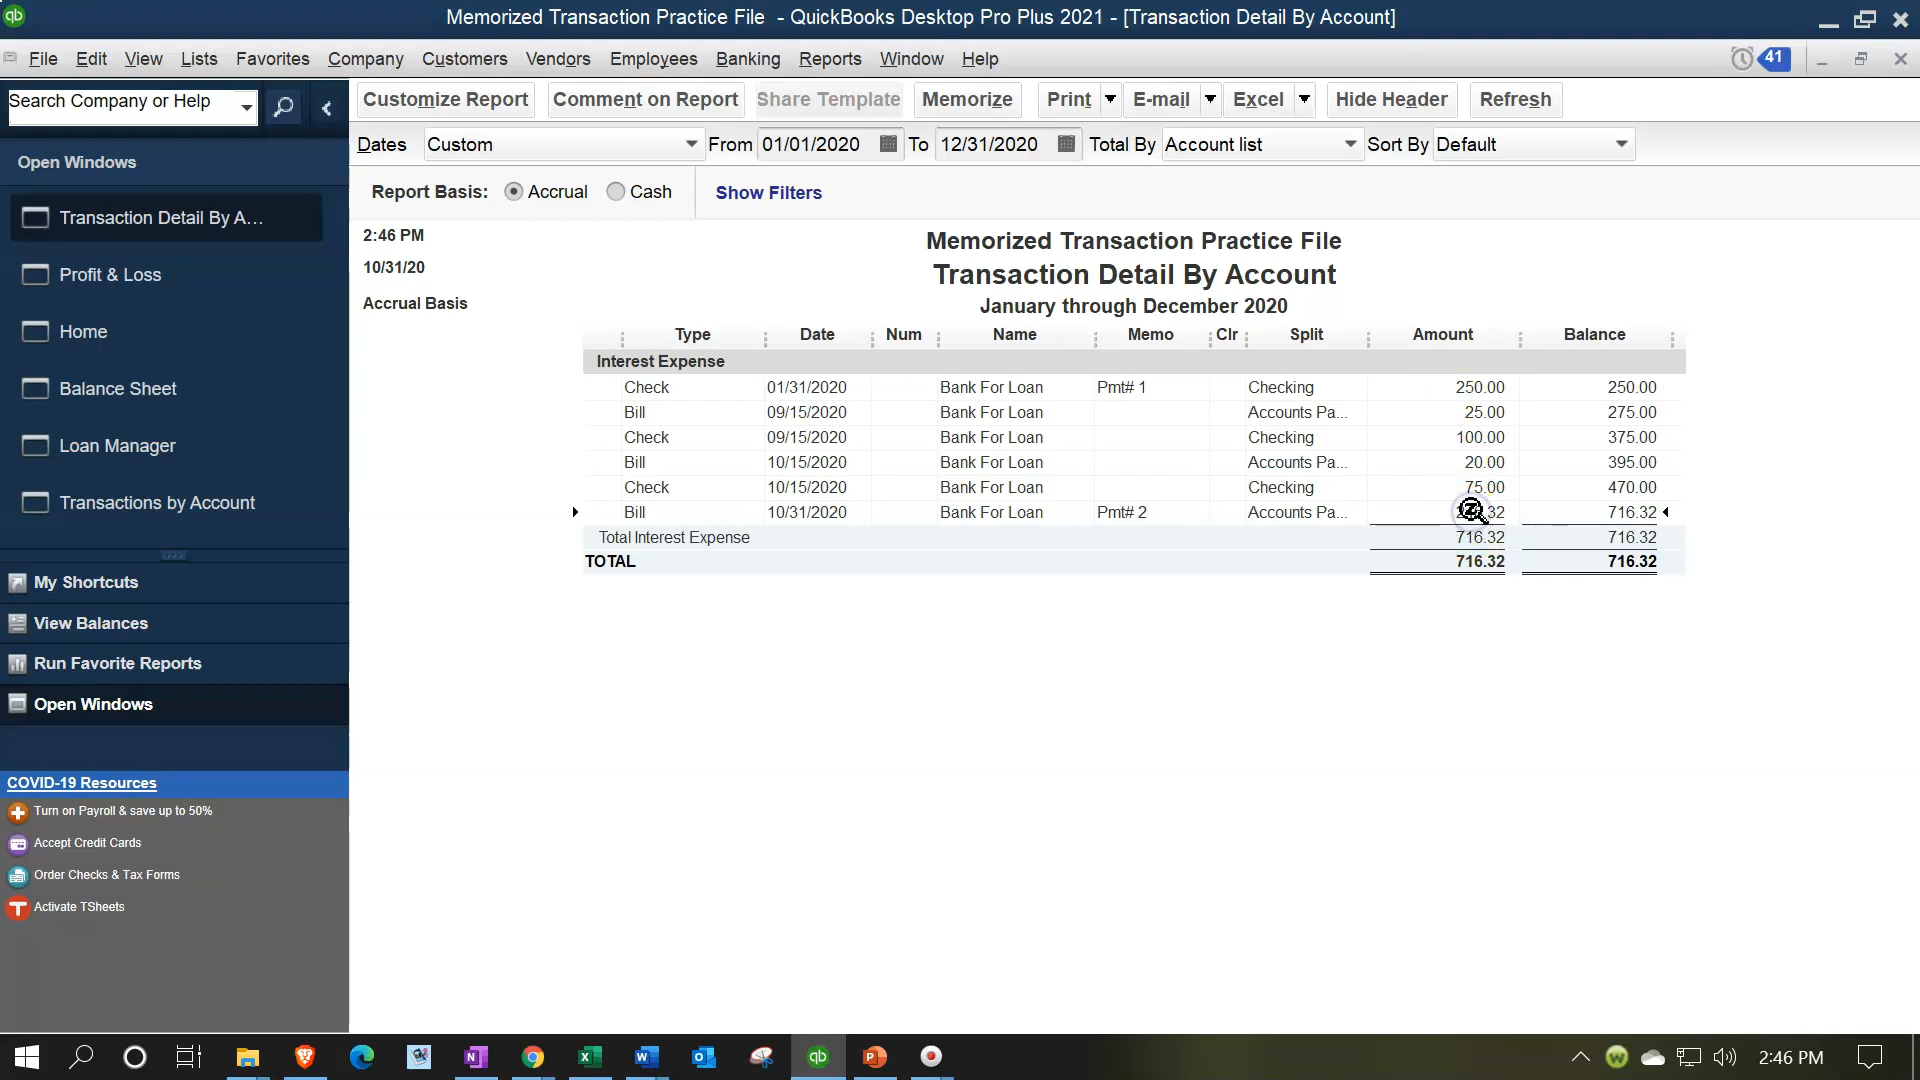 Memorized Transaction Practice File - QuickBooks Desktop Pro Plus 2021 - [Transaction Detail By Account]
File Edit View Lists Favorites Company Customers Vendors Employees Banking Reports Window Help 41
Search Company or Help
Customize Report Comment on Report Share Template Memorize Print E-mail Excel Hide Header Refresh
Dates Custom From 01/01/2020 To 12/31/2020 Total By Account list Sort By Default
Report Basis: Accrual Cash Show Filters
Open Windows
Transaction Detail By A...
Profit & Loss
Home
Balance Sheet
Loan Manager
Transactions by Account
My Shortcuts
View Balances
Run Favorite Reports
Open Windows
COVID-19 Resources
Turn on Payroll & save up to 50%
Accept Credit Cards
Order Checks & Tax Forms
Activate TSheets
2:46 PM
10/31/20
Accrual Basis
Memorized Transaction Practice File
Transaction Detail By Account
January through December 2020
Type Date Num Name Memo Clr Split Amount Balance
Interest Expense
Check 01/31/2020 Bank For Loan Pmt# 1 Checking 250.00 250.00
Bill 09/15/2020 Bank For Loan Accounts Pa... 25.00 275.00
Check 09/15/2020 Bank For Loan Checking 100.00 375.00
Bill 10/15/2020 Bank For Loan Accounts Pa... 20.00 395.00
Check 10/15/2020 Bank For Loan Checking 75.00 470.00
Bill 10/31/2020 Bank For Loan Pmt# 2 Accounts Pa... 716.32
Total Interest Expense 716.32 716.32
TOTAL 716.32 716.32
2:46 PM